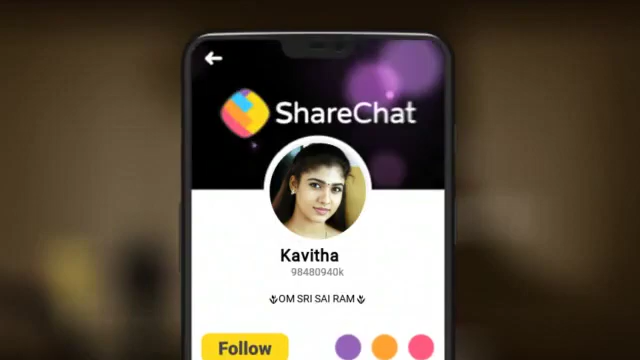 ShareChat
Kavitha
98480940k
⚘OM SRI SAI RAM⚘
Follow